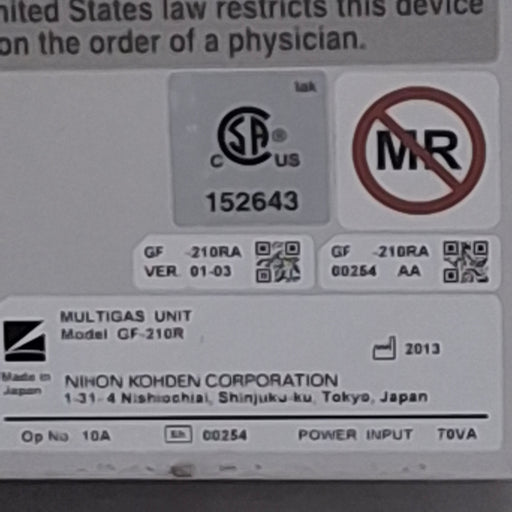 nited States law restricts this device
on the order of a physician.
lak
SA ®
C US
152643
MR
GF -210RA
VER 01-03
GF -210RA
00254 AA
MULTIGAS UNIT
Model GF-210R
2013
Made in
Japan
NIHON KOHDEN CORPORATION
1-31-4 Nishiochiai, Shinjuku-ku, Tokyo, Japan
Op No 10A
SN 00254
POWER INPUT 70VA